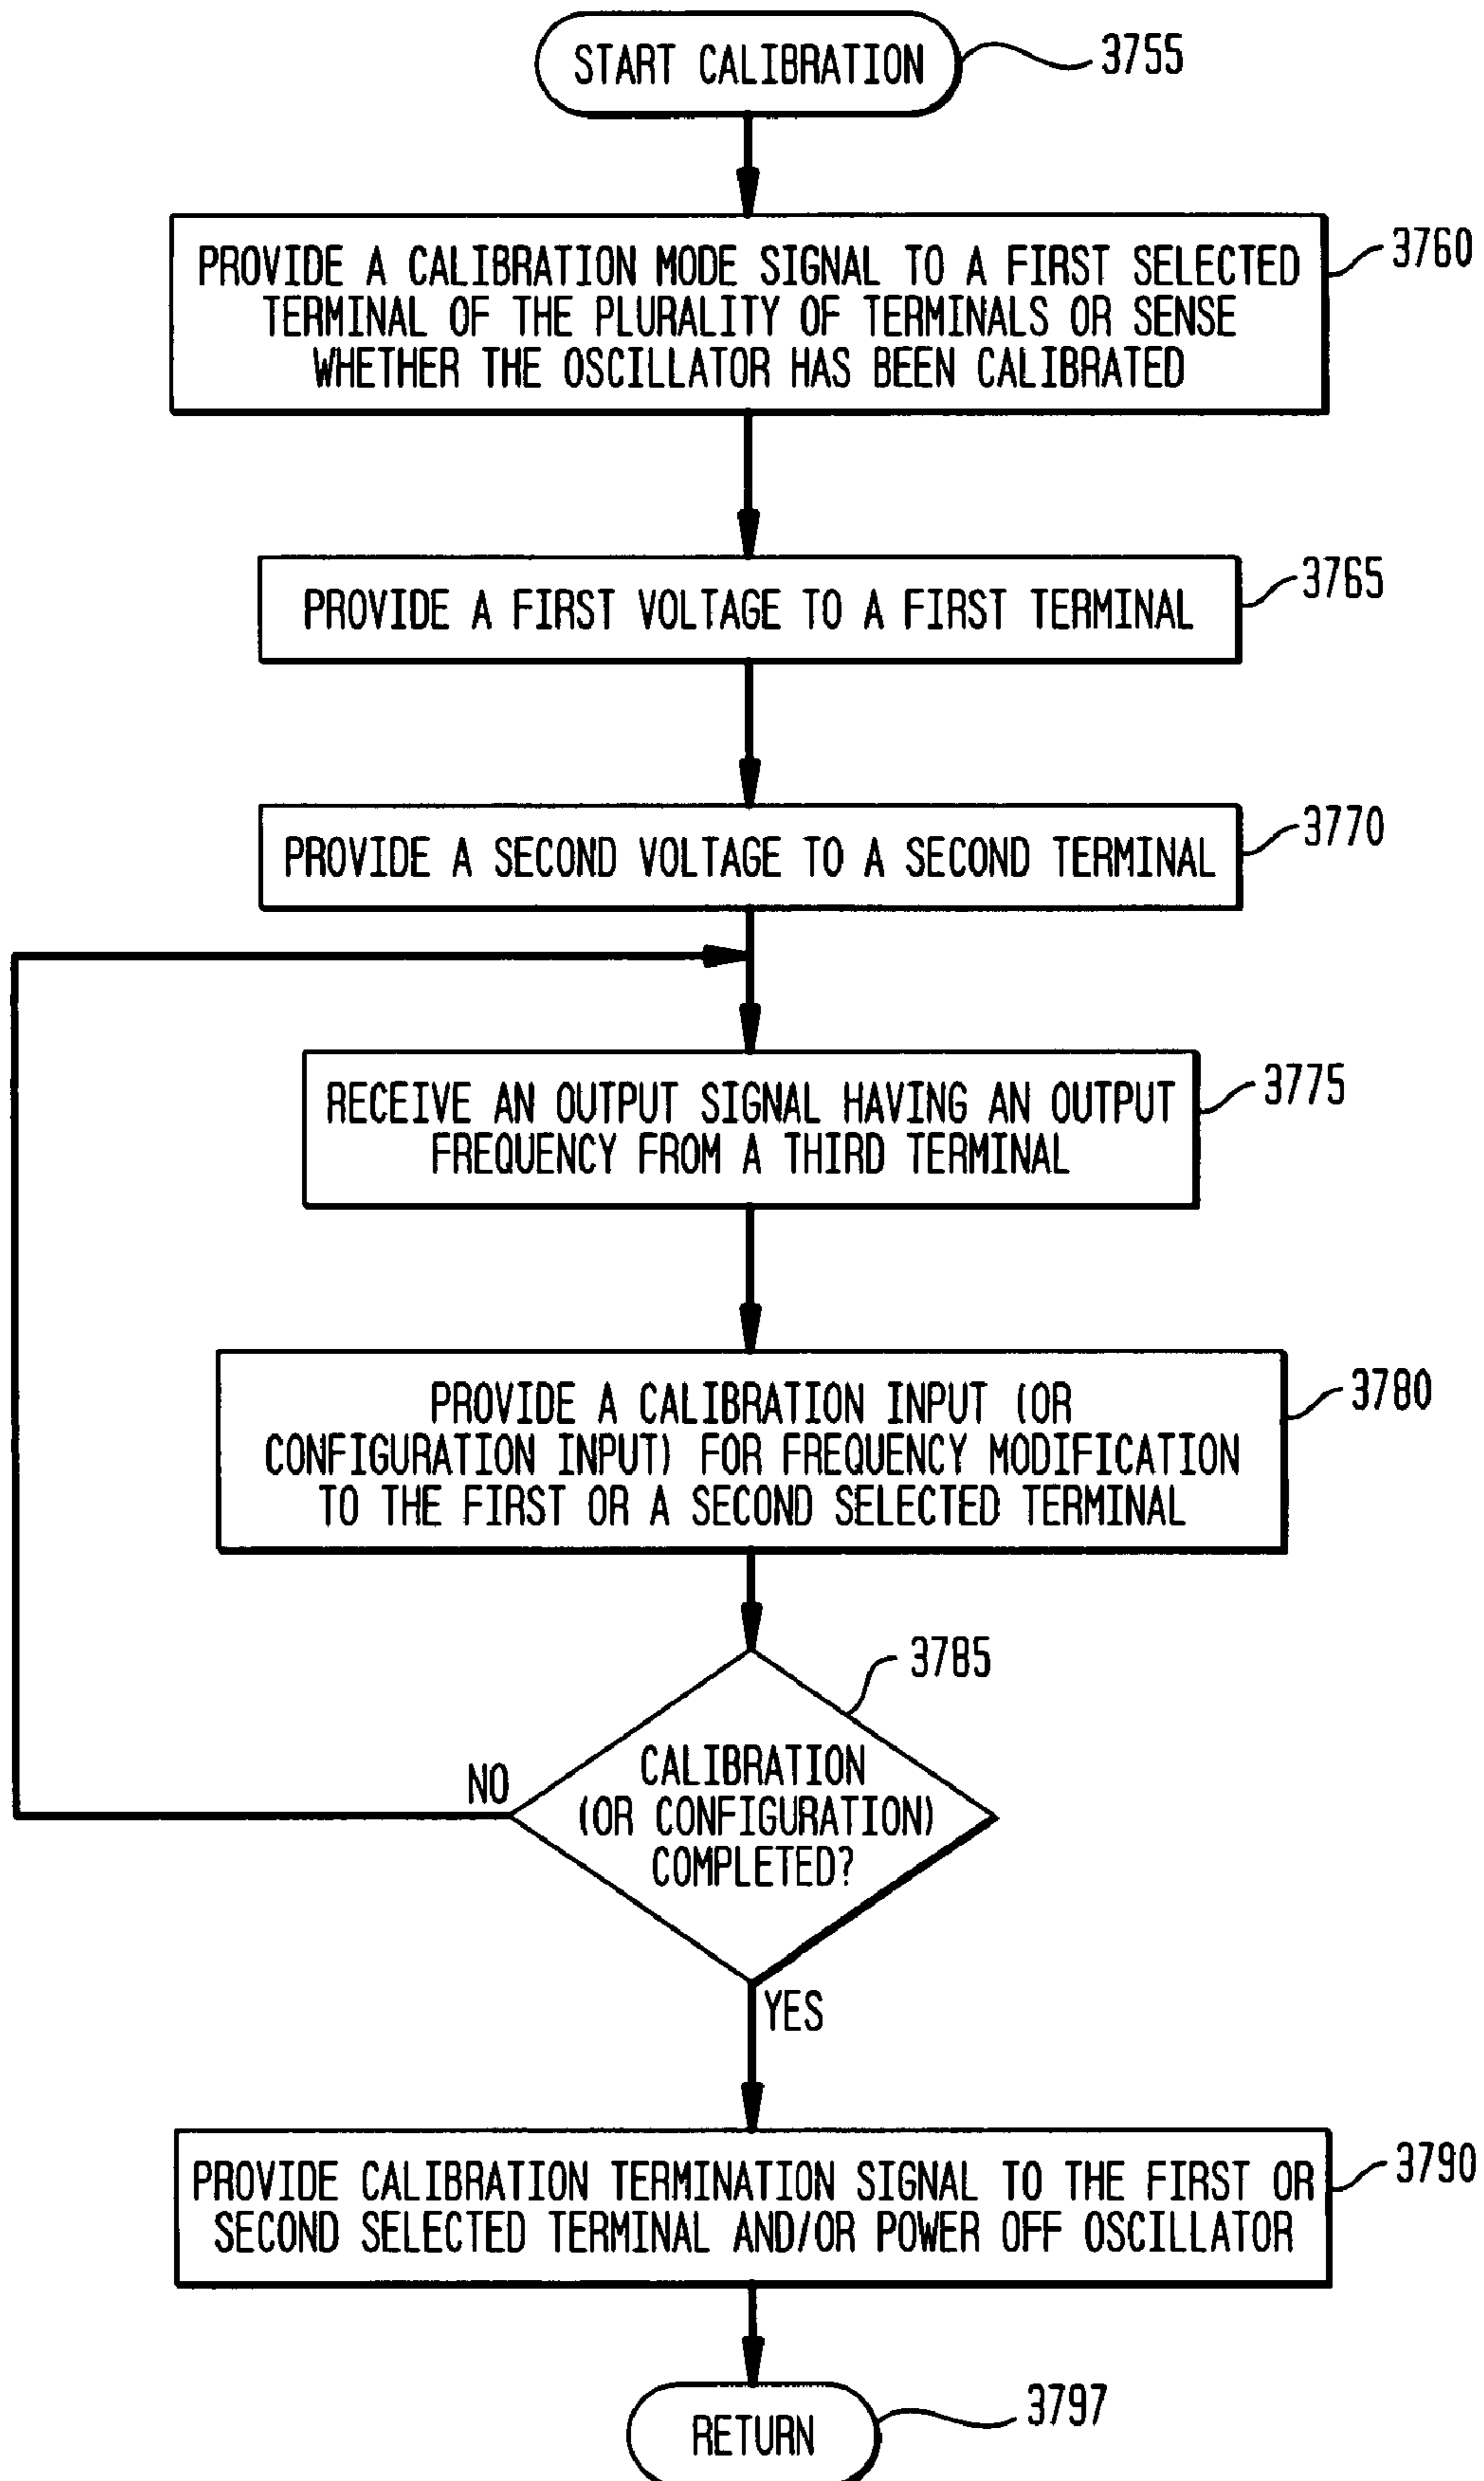 START CALIBRATION
3755
PROVIDE A CALIBRATION MODE SIGNAL TO A FIRST SELECTED
TERMINAL OF THE PLURALITY OF TERMINALS OR SENSE
WHETHER THE OSCILLATOR HAS BEEN CALIBRATED
3760
PROVIDE A FIRST VOLTAGE TO A FIRST TERMINAL
3765
PROVIDE A SECOND VOLTAGE TO A SECOND TERMINAL
3770
RECEIVE AN OUTPUT SIGNAL HAVING AN OUTPUT
FREQUENCY FROM A THIRD TERMINAL
3775
PROVIDE A CALIBRATION INPUT (OR
CONFIGURATION INPUT) FOR FREQUENCY MODIFICATION
TO THE FIRST OR A SECOND SELECTED TERMINAL
3780
3785
CALIBRATION
(OR CONFIGURATION)
COMPLETED?
NO
YES
PROVIDE CALIBRATION TERMINATION SIGNAL TO THE FIRST OR
SECOND SELECTED TERMINAL AND/OR POWER OFF OSCILLATOR
3790
RETURN
3797